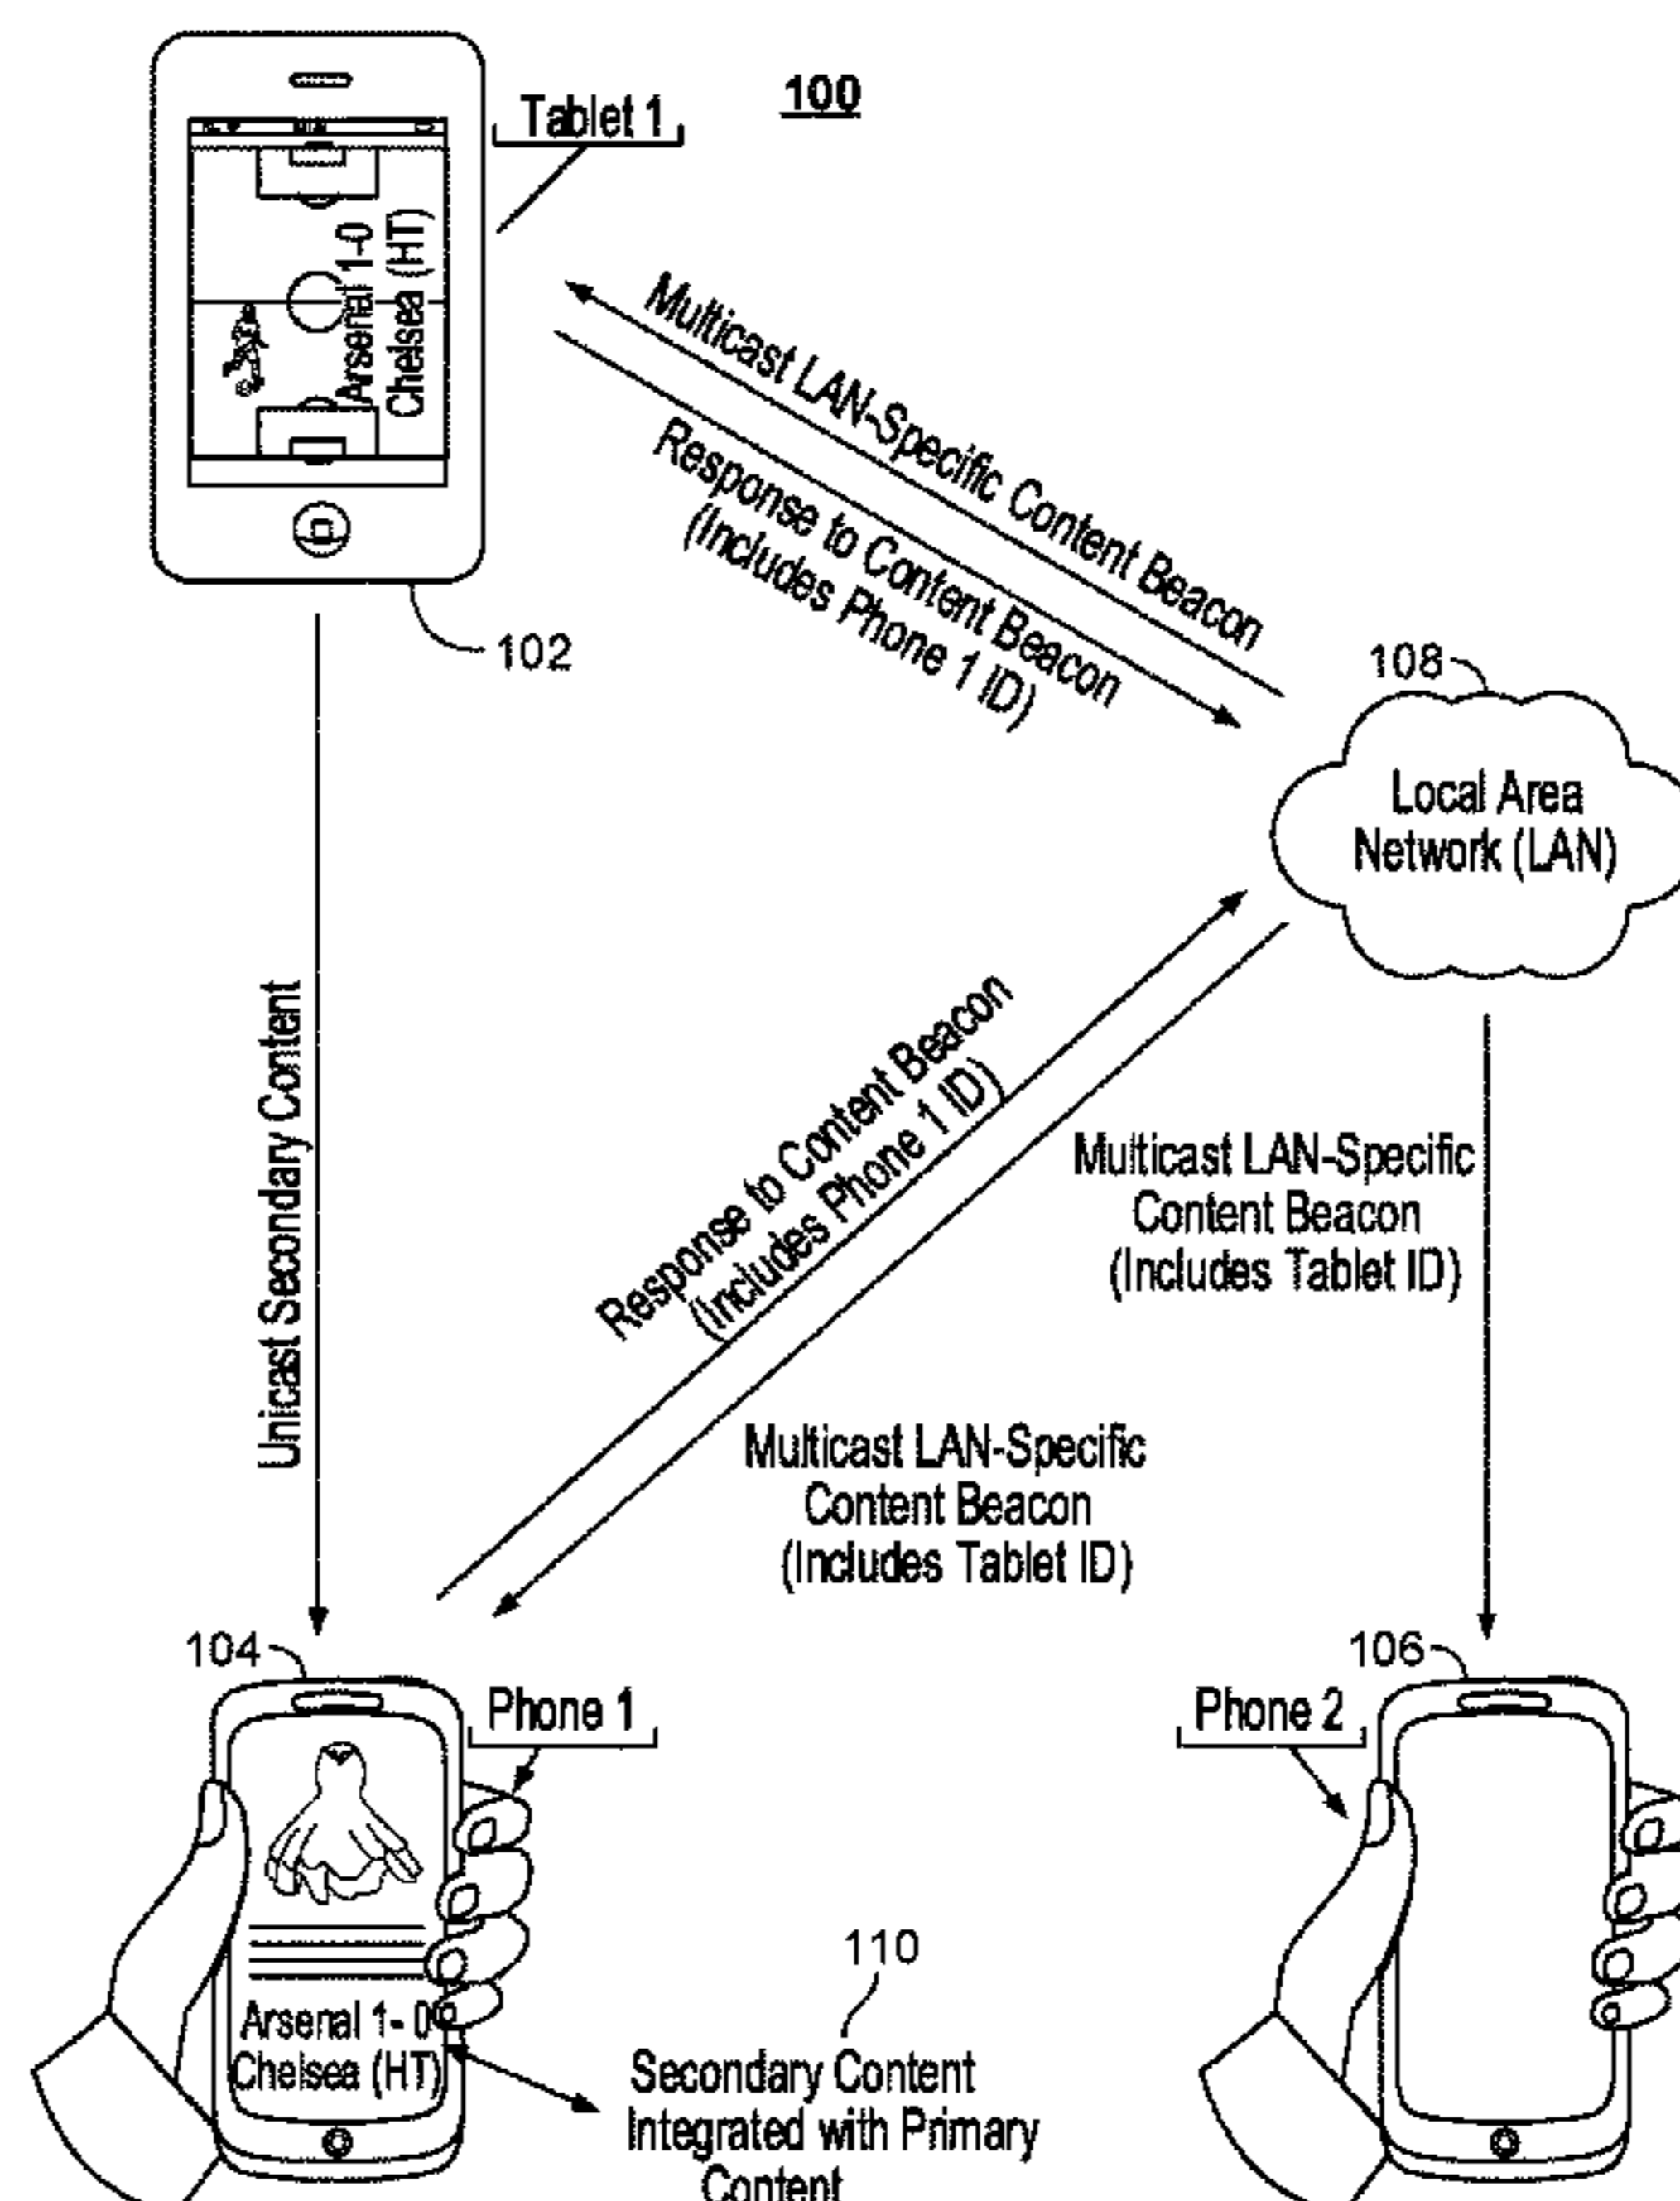 100
Tablet 1
Arsenal 1-0
Chelsea (HT)
102
Multicast LAN-Specific Content Beacon
Response to Content Beacon
(Includes Phone 1 ID)
108
Local Area
Network (LAN)
Unicast Secondary Content
Response to Content Beacon
(Includes Phone 1 ID)
Multicast LAN-Specific
Content Beacon
(Includes Tablet ID)
Multicast LAN-Specific
Content Beacon
(Includes Tablet ID)
104
Phone 1
106
Phone 2
Arsenal 1- 0
Chelsea (HT)
110
Secondary Content
Integrated with Primary
Content